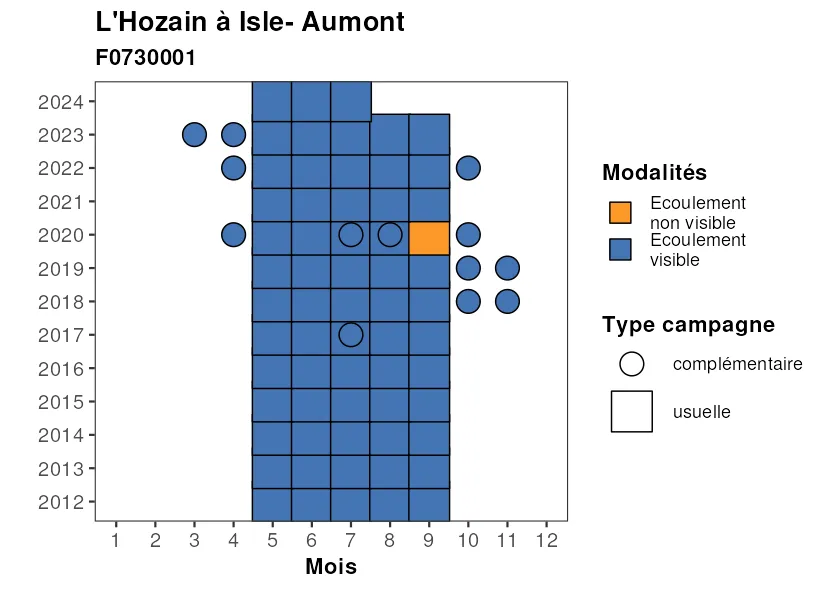 L'Hozain à Isle- Aumont
F0730001
2024
2023
2022
2021
2020
2019
2018
2017
2016
2015
2014
2013
2012
1 2 3 4 5 6 7 8 9 10 11 12
Mois
Modalités
Ecoulement
non visible
Ecoulement
visible
Type campagne
complémentaire
usuelle